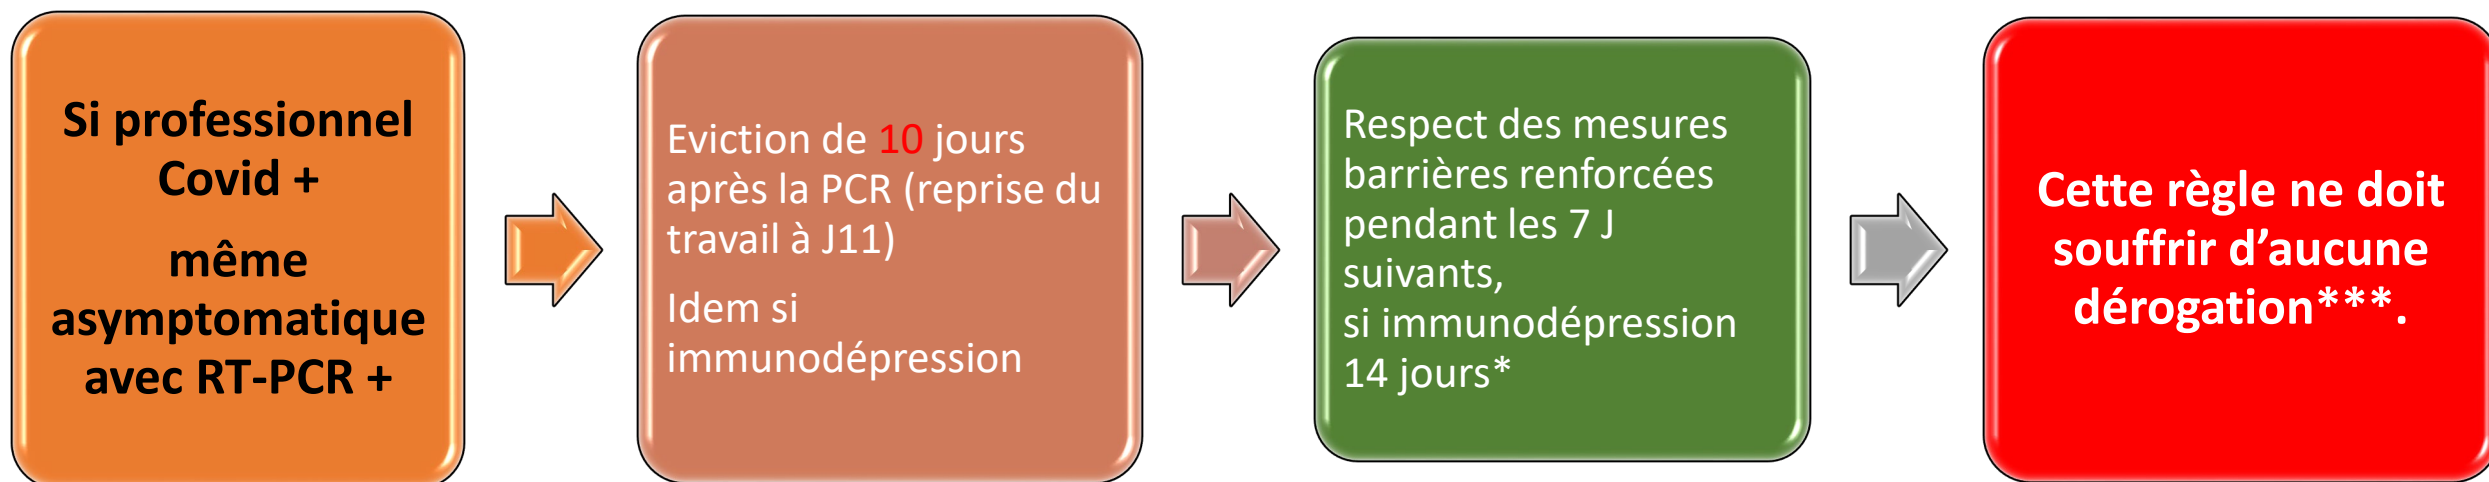 Si professionnel
Covid +
même
asymptomatique
avec RT-PCR +
Eviction de 10 jours
après la PCR (reprise du
travail à J11)
Idem si
immunodépression
Respect des mesures
barrières renforcées
pendant les 7 J
suivants,
si immunodépression
14 jours*
Cette règle ne doit
souffrir d’aucune
dérogation***.